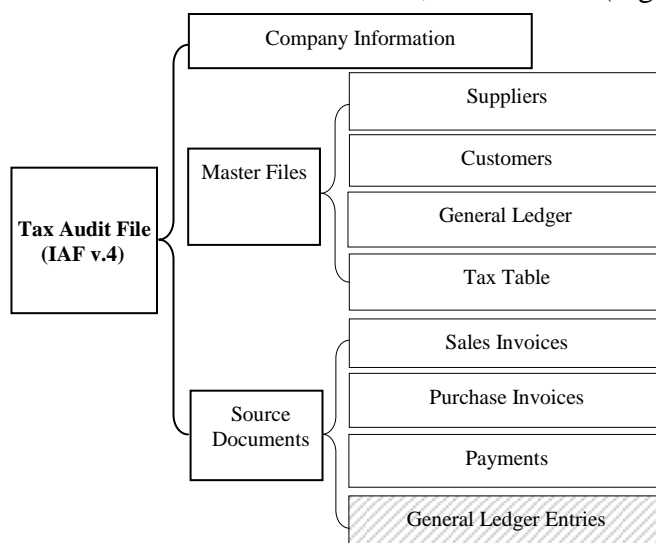 Company Information
Suppliers
Master Files
Customers
General Ledger
Tax Audit File
(IAF v.4)
Tax Table
Sales Invoices
Source
Documents
Purchase Invoices
Payments
General Ledger Entries